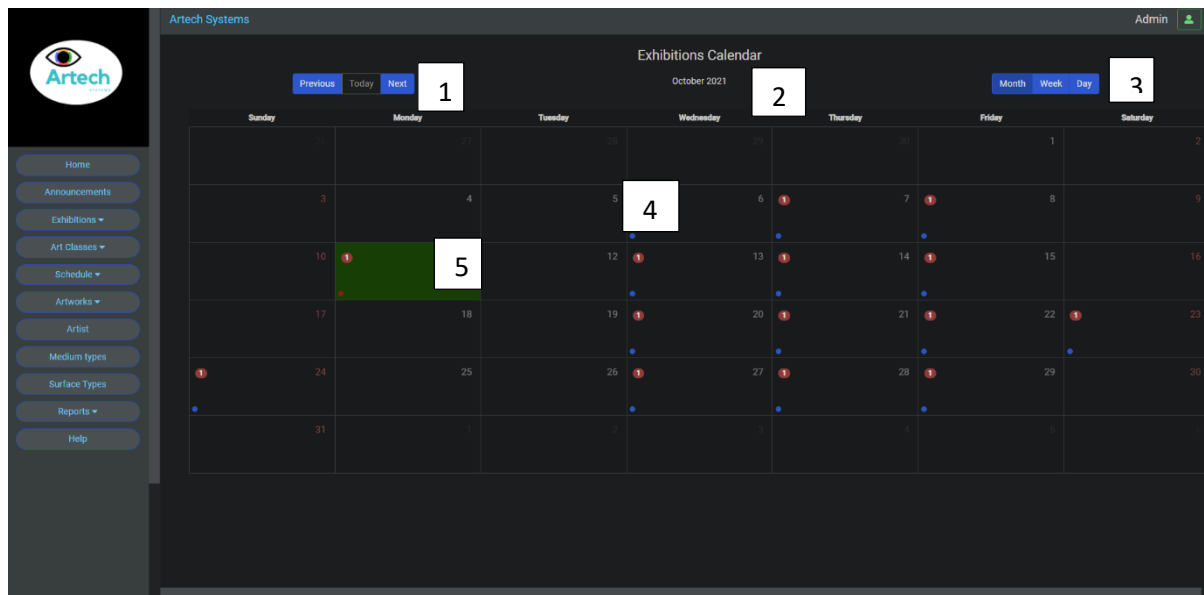 Artech Systems
Admin
Artech
SYSTEMS
Exhibitions Calendar
Previous Today Next
1
October 2021
2
Month Week Day
3
Sunday Monday Tuesday Wednesday Thursday Friday Saturday
27 28 29 30 1 2
3 4 5 4 6 1 7 1 8 9
10 1 5 12 1 13 1 14 1 15 16
17 18 19 1 20 1 21 1 22 1 23
1 24 25 26 1 27 1 28 1 29 30
31 1 2 3 4 5
Home
Announcements
Exhibitions
Art Classes
Schedule
Artworks
Artist
Medium types
Surface Types
Reports
Help